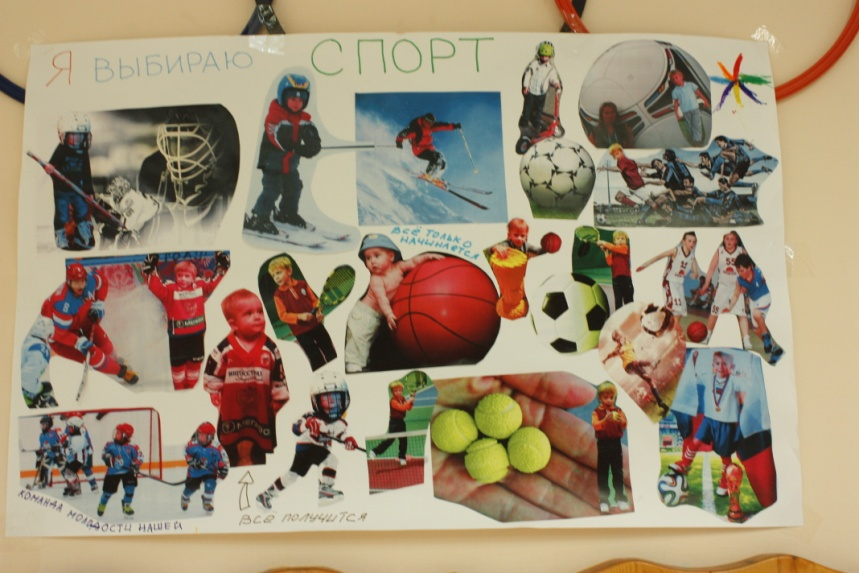 Я ВЫБИРАЮ СПОРТ
ВСЁ ТОЛЬКО
НАЧИНАЕТСЯ
КОМАНДА МОЛОДОСТИ НАШЕЙ
ВСЁ ПОЛУЧИТСЯ